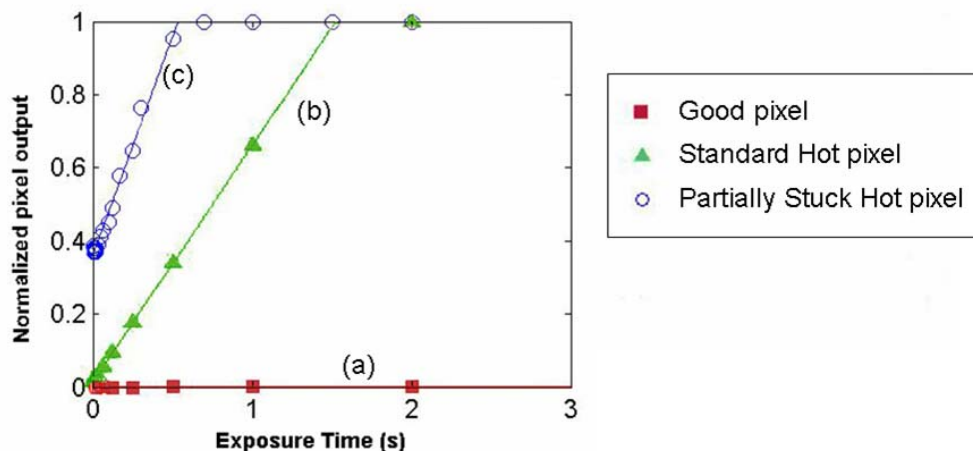 1
0.8
0.6
0.4
0.2
0
0
1
2
3
Normalized pixel output
Exposure Time (s)
(c)
(b)
(a)
Good pixel
Standard Hot pixel
Partially Stuck Hot pixel